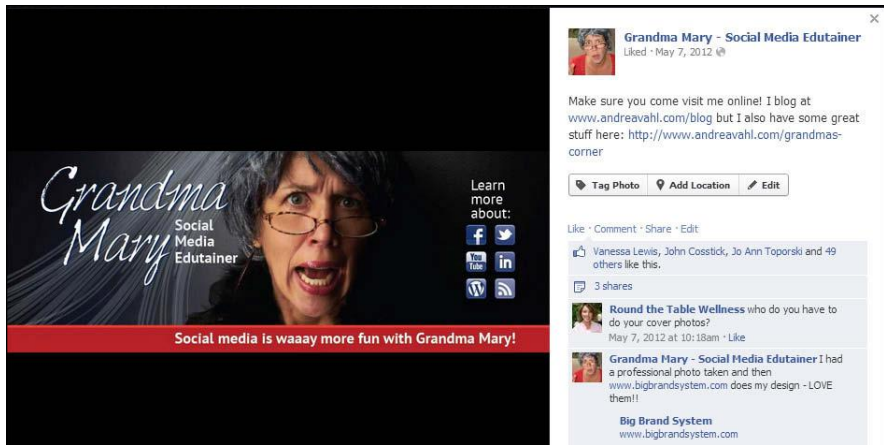 Grandma
Mary
Social
Media
Edutainer
Learn
more
about:
You
Tube
in
Social media is waaay more fun with Grandma Mary!
Grandma Mary - Social Media Edutainer
Liked · May 7, 2012
Make sure you come visit me online! I blog at
www.andreavahl.com/blog but I also have some great
stuff here: http://www.andreavahl.com/grandmas-
corner
Tag Photo Add Location Edit
Like · Comment · Share · Edit
Vanessa Lewis, John Cosstick, Jo Ann Toporski and 49
others like this.
3 shares
Round the Table Wellness who do you have to
do your cover photos?
May 7, 2012 at 10:18am · Like
Grandma Mary - Social Media Edutainer I had
a professional photo taken and then
www.bigbrandsystem.com does my design - LOVE
them!!
Big Brand System
www.bigbrandsystem.com